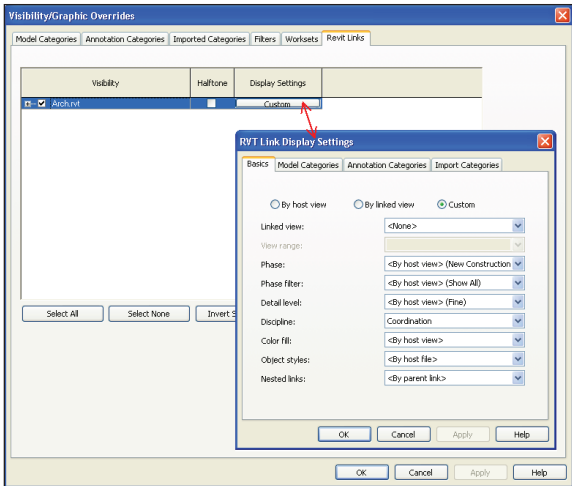 Visibility/Graphic Overrides
Model Categories Annotation Categories Imported Categories Filters Worksets Revit Links
Visibility Halftone Display Settings
Arch.rvt Custom
RVT Link Display Settings
Basics Model Categories Annotation Categories Import Categories
By host view By linked view Custom
Linked view: <None>
View range:
Phase: <By host view> (New Construction
Phase filter: <By host view> (Show All)
Detail level: <By host view> (Fine)
Discipline: Coordination
Color fill: <By host view>
Object styles: <By host file>
Nested links: <By parent link>
Select All Select None Invert S
OK Cancel Apply Help
OK Cancel Apply Help